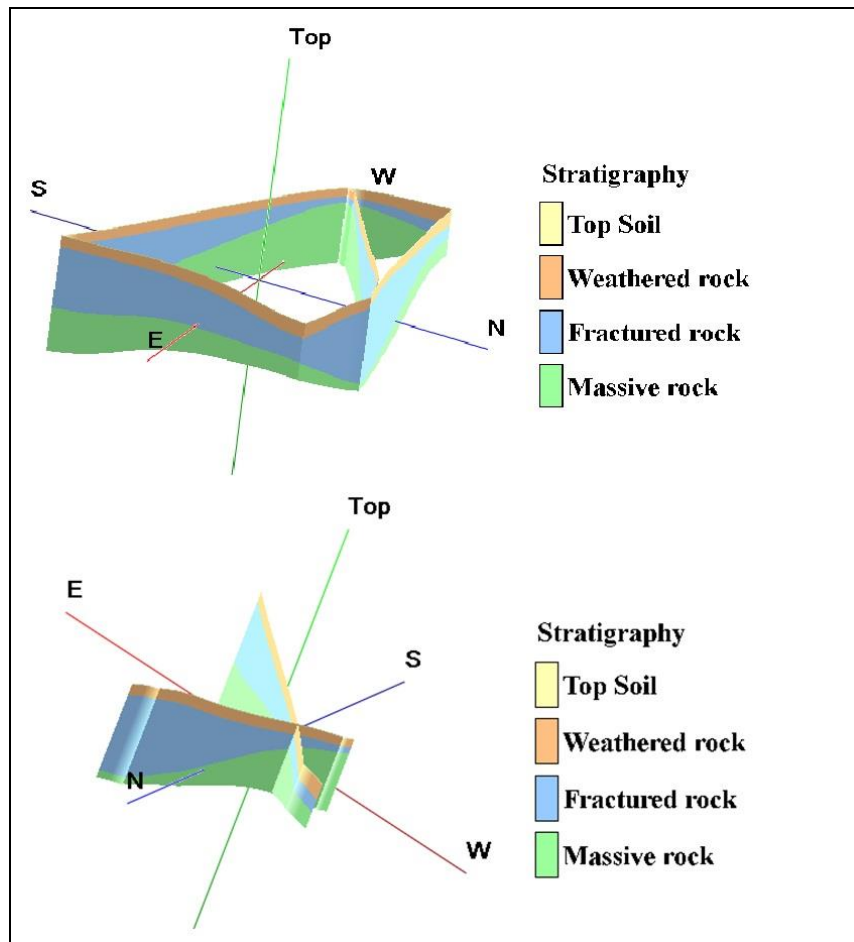 Top
W
S
N
E
Stratigraphy
Top Soil
Weathered rock
Fractured rock
Massive rock
Top
E
S
N
W
Stratigraphy
Top Soil
Weathered rock
Fractured rock
Massive rock